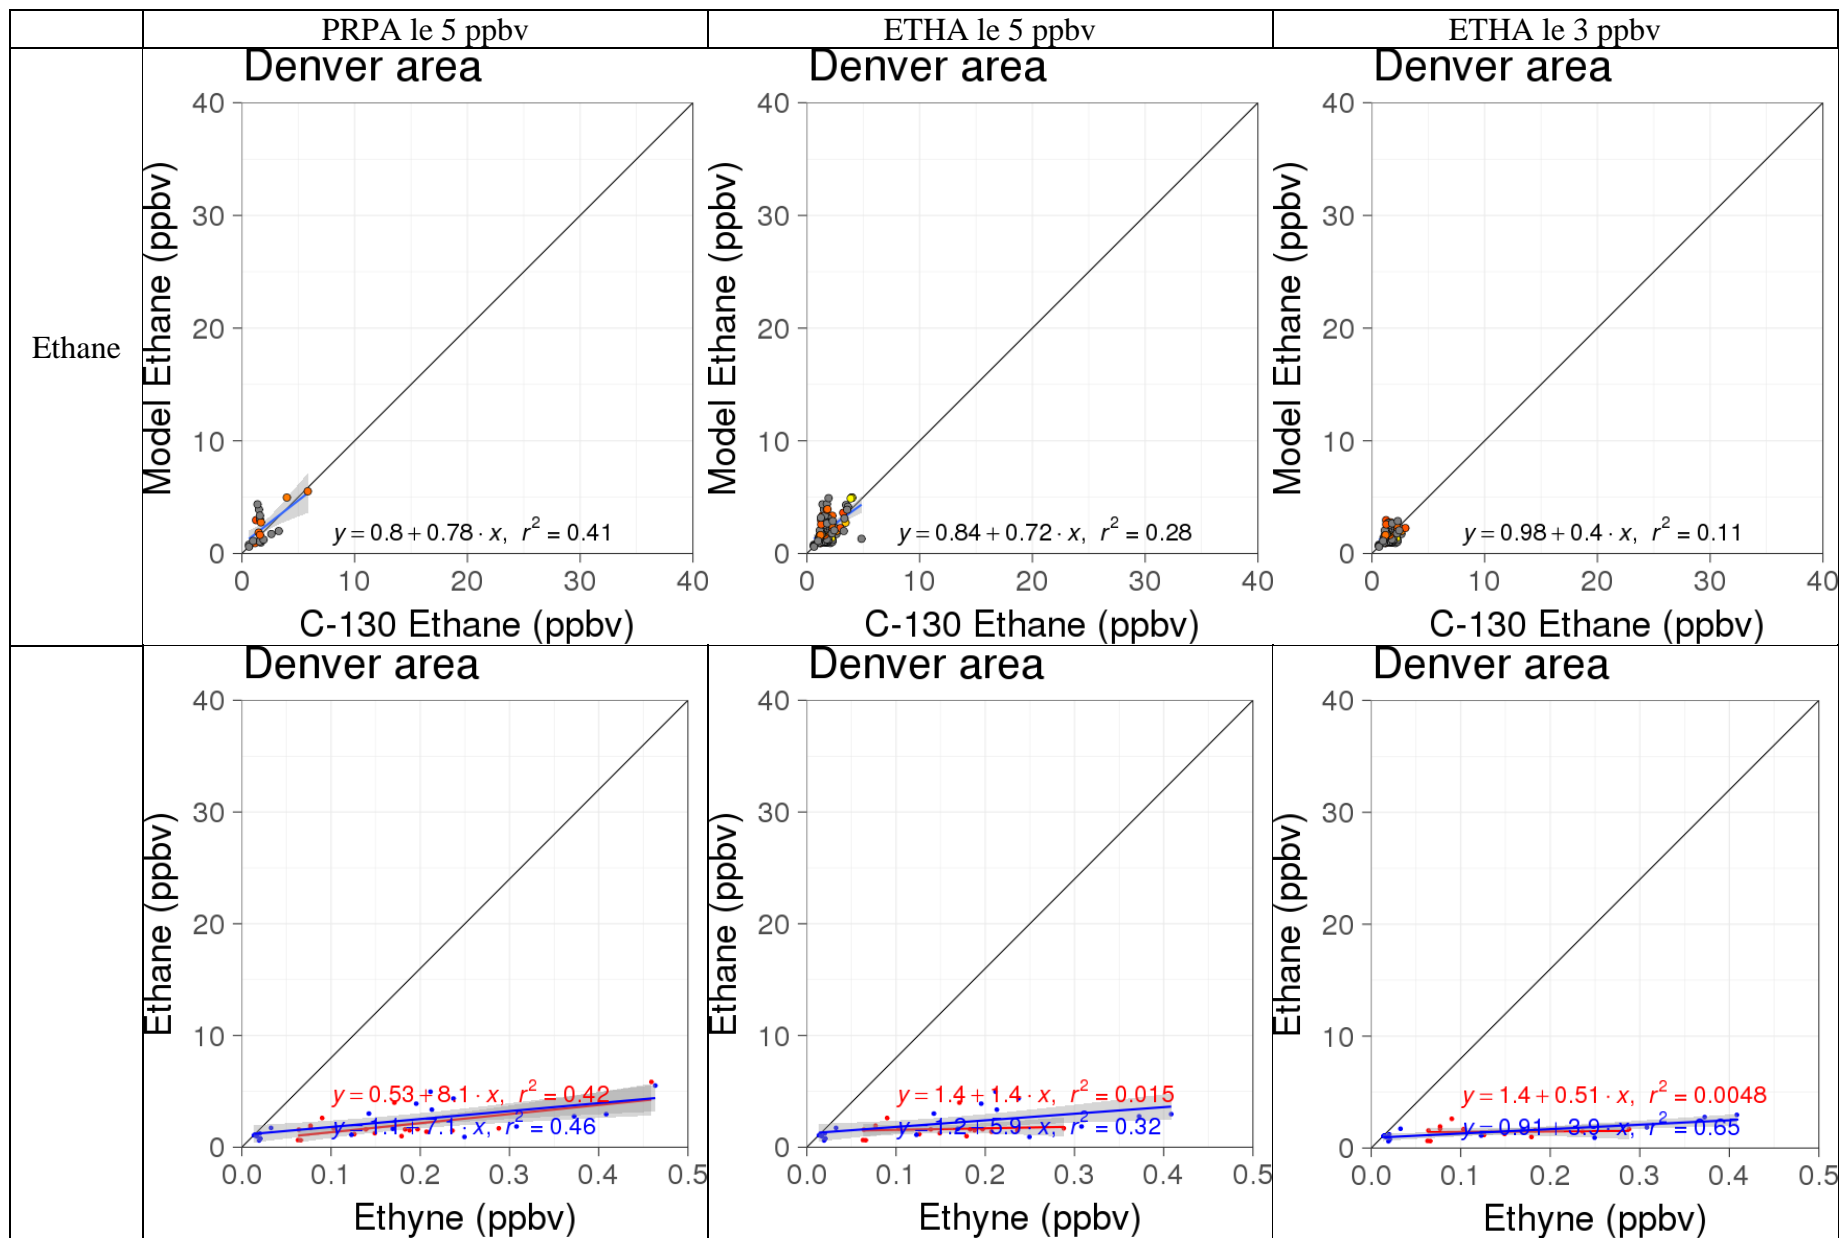 PRPA le 5 ppbv ETHA le 5 ppbv ETHA le 3 ppbv
Ethane
Denver area
40
30
20
10
0
Model Ethane (ppbv)
y = 0.8 + 0.78 · x, r² = 0.41
0 10 20 30 40
C-130 Ethane (ppbv)
Denver area
40
30
20
10
0
Model Ethane (ppbv)
y = 0.84 + 0.72 · x, r² = 0.28
0 10 20 30 40
C-130 Ethane (ppbv)
Denver area
40
30
20
10
0
Model Ethane (ppbv)
y = 0.98 + 0.4 · x, r² = 0.11
0 10 20 30 40
C-130 Ethane (ppbv)
Denver area
40
30
20
10
0
Ethane (ppbv)
y = 0.53 + 8.1 · x, r² = 0.42
y = 1.1 + 7.1 · x, r² = 0.46
0.0 0.1 0.2 0.3 0.4 0.5
Ethyne (ppbv)
Denver area
40
30
20
10
0
Ethane (ppbv)
y = 1.4 + 1.4 · x, r² = 0.015
y = 1.2 + 5.9 · x, r² = 0.32
0.0 0.1 0.2 0.3 0.4 0.5
Ethyne (ppbv)
Denver area
40
30
20
10
0
Ethane (ppbv)
y = 1.4 + 0.51 · x, r² = 0.0048
y = 0.91 + 3.9 · x, r² = 0.65
0.0 0.1 0.2 0.3 0.4 0.5
Ethyne (ppbv)